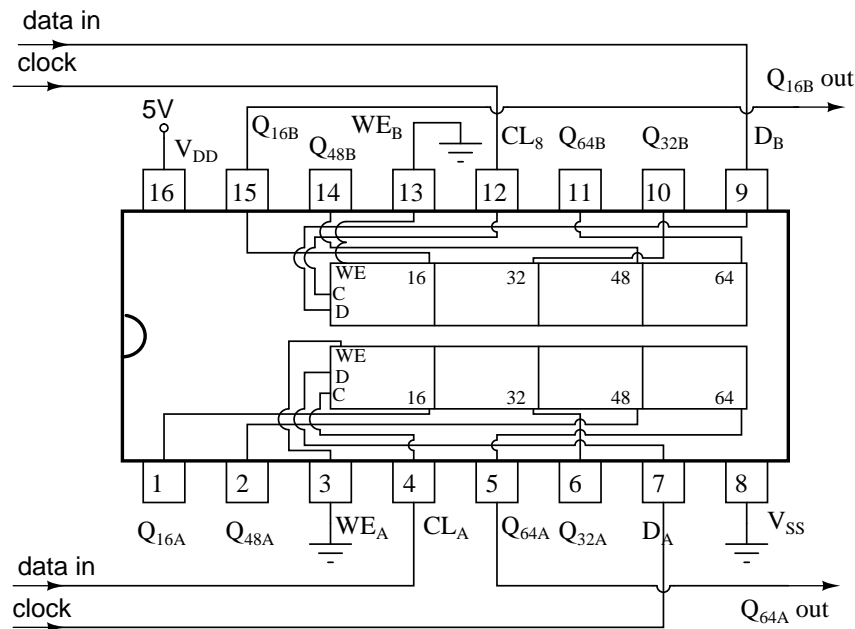 data in
clock
Q16B out
5V
VDD
Q16B
Q48B
WEB
CL8
Q64B
Q32B
DB
16 15 14 13 12 11 10 9
WE 16 32 48 64
C
D
WE
D
C 16 32 48 64
1 2 3 4 5 6 7 8
Q16A Q48A WEA CLA Q64A Q32A DA VSS
data in
clock
Q64A out